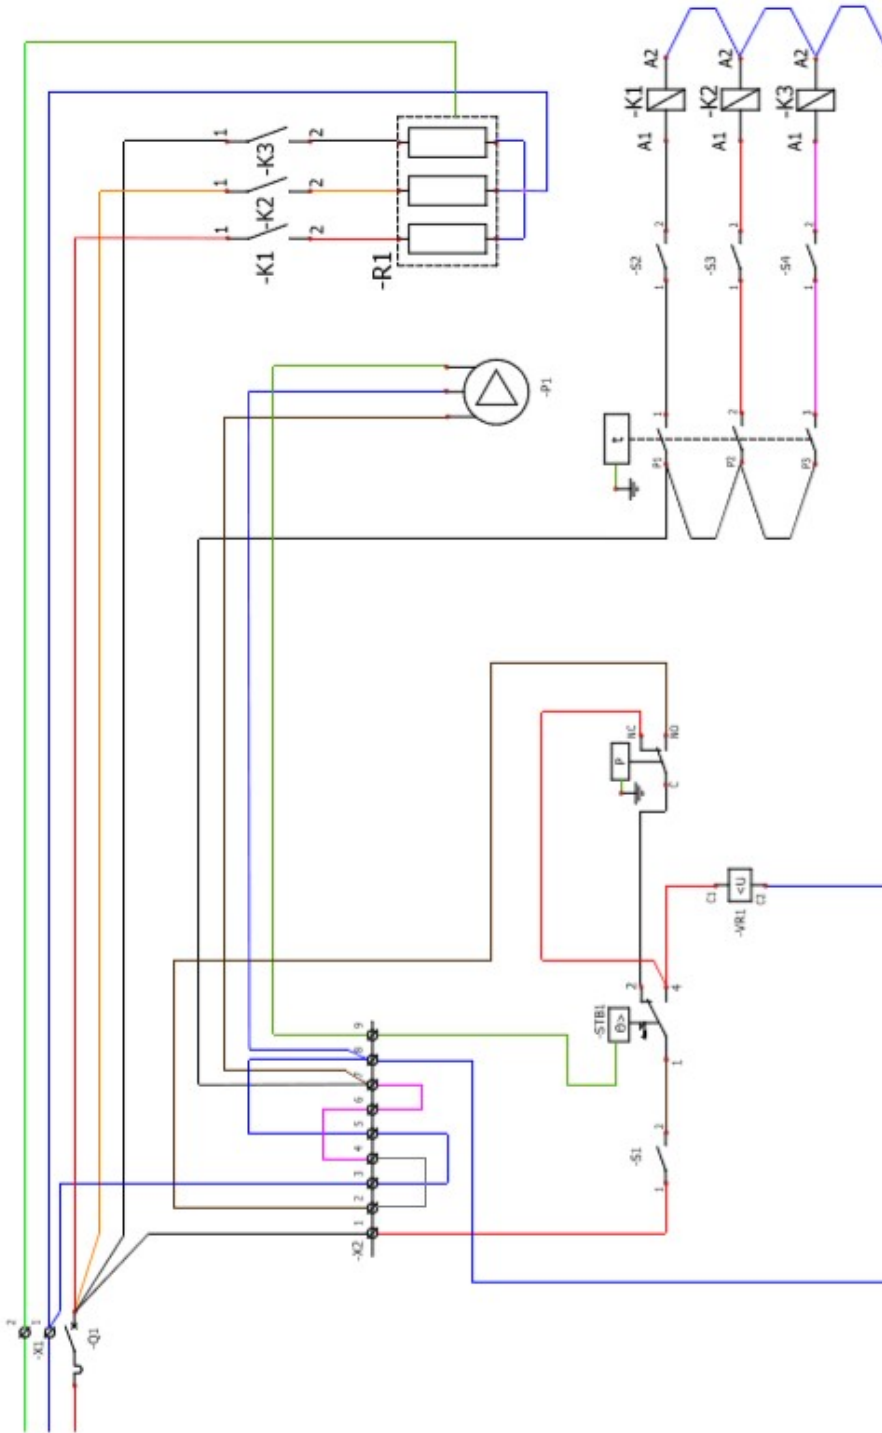 2
1
-X1
-Q1
1
2
-K3
1
2
-K2
1
2
-K1
-R1
1
2
3
4
5
6
7
8
9
-X2
-P1
-STB1
θ>
P
t
-S1
1
2
1
2
4
C
NC
NO
P1
1
P2
2
P3
3
-S2
1
2
-S3
1
2
-S4
1
2
-K1
A1
A2
-K2
A1
A2
-K3
A1
A2
-VR1
<U
C1
C2